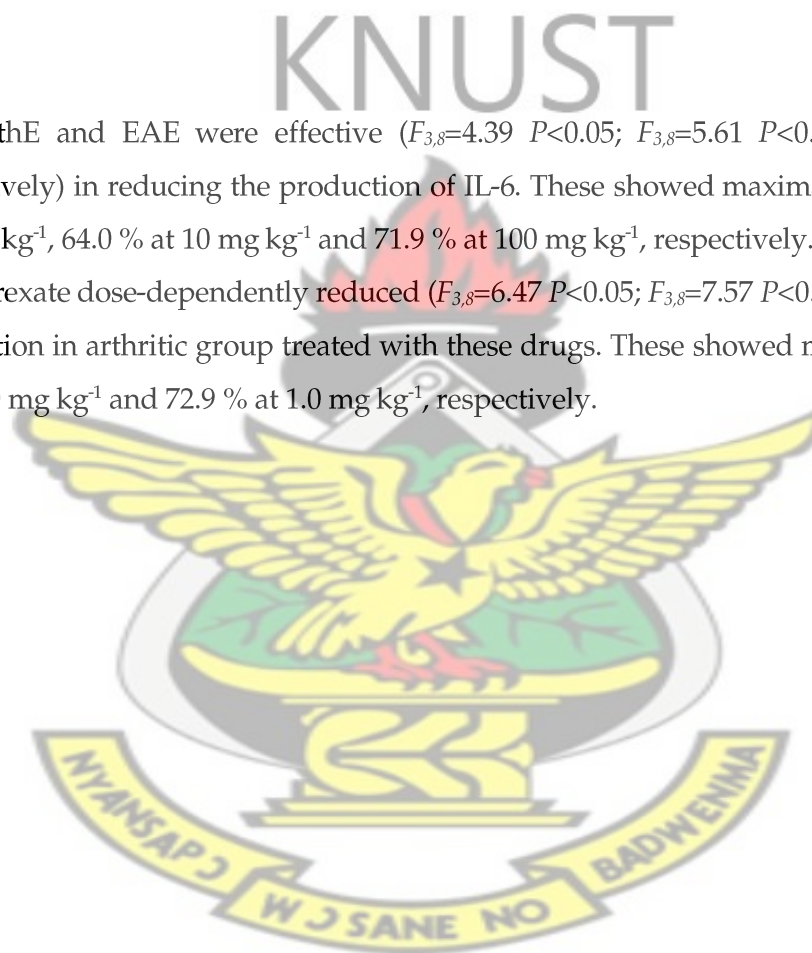 KNUST
thE and EAE were effective (F3,8=4.39 P<0.05; F3,8=5.61 P<0.
vely) in reducing the production of IL-6. These showed maxim
kg-1, 64.0 % at 10 mg kg-1 and 71.9 % at 100 mg kg-1, respectively.
rexate dose-dependently reduced (F3,8=6.47 P<0.05; F3,8=7.57 P<0.
tion in arthritic group treated with these drugs. These showed
mg kg-1 and 72.9 % at 1.0 mg kg-1, respectively.
NYANSAPƆ
WƆSANE NO
BADWENMA